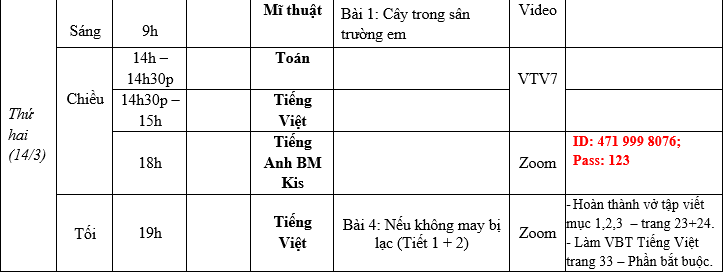 Thứ
hai
(14/3)
Sáng
9h
Mĩ thuật
Bài 1: Cây trong sân
trường em
Video
Chiều
14h –
14h30p
Toán
VTV7
14h30p –
15h
Tiếng
Việt
18h
Tiếng
Anh BM
Kis
Zoom
ID: 471 999 8076;
Pass: 123
Tối
19h
Tiếng
Việt
Bài 4: Nếu không may bị
lạc (Tiết 1 + 2)
Zoom
- Hoàn thành vở tập viết
mục 1,2,3 – trang 23+24.
- Làm VBT Tiếng Việt
trang 33 – Phần bắt buộc.